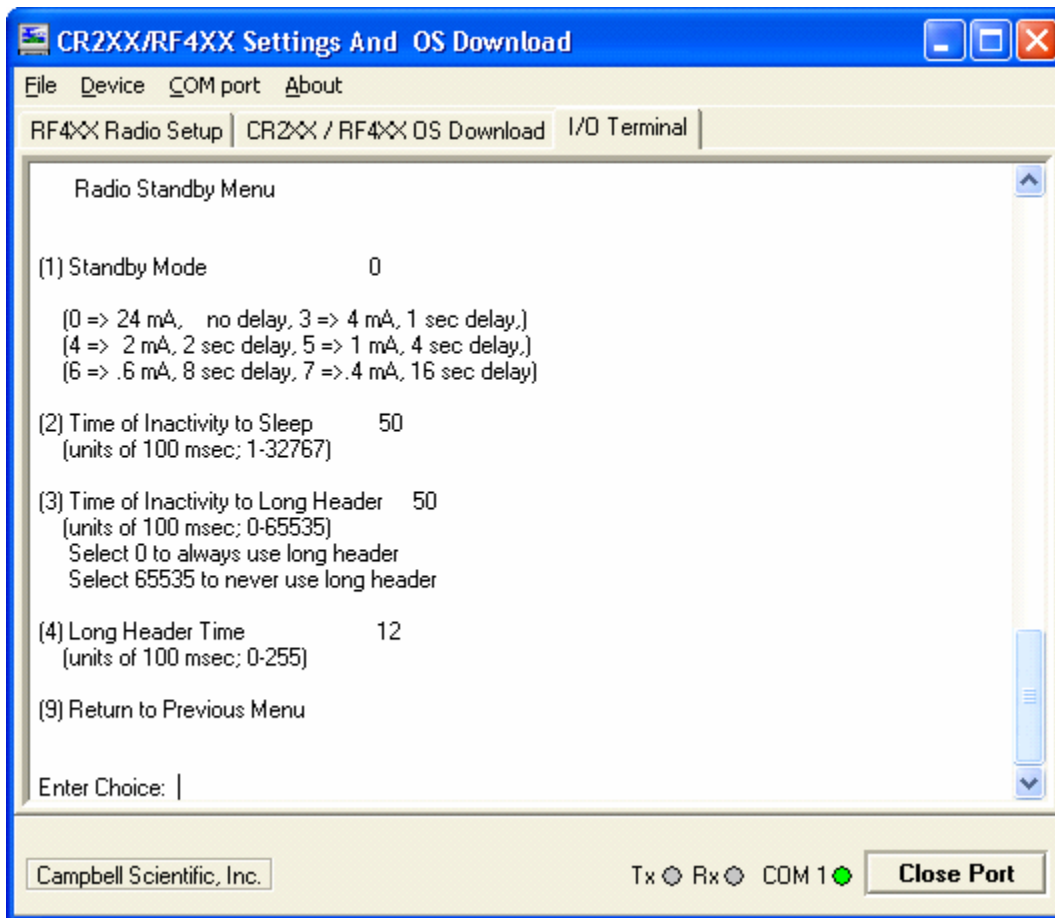 CR2XX/RF4XX Settings And OS Download
File Device COM port About
RF4XX Radio Setup CR2XX / RF4XX OS Download I/O Terminal
Radio Standby Menu
(1) Standby Mode 0
(0 => 24 mA, no delay, 3 => 4 mA, 1 sec delay,)
(4 => 2 mA, 2 sec delay, 5 => 1 mA, 4 sec delay,)
(6 => .6 mA, 8 sec delay, 7 =>.4 mA, 16 sec delay)
(2) Time of Inactivity to Sleep 50
(units of 100 msec; 1-32767)
(3) Time of Inactivity to Long Header 50
(units of 100 msec; 0-65535)
Select 0 to always use long header
Select 65535 to never use long header
(4) Long Header Time 12
(units of 100 msec; 0-255)
(9) Return to Previous Menu
Enter Choice:
Campbell Scientific, Inc. Tx Rx COM 1 Close Port